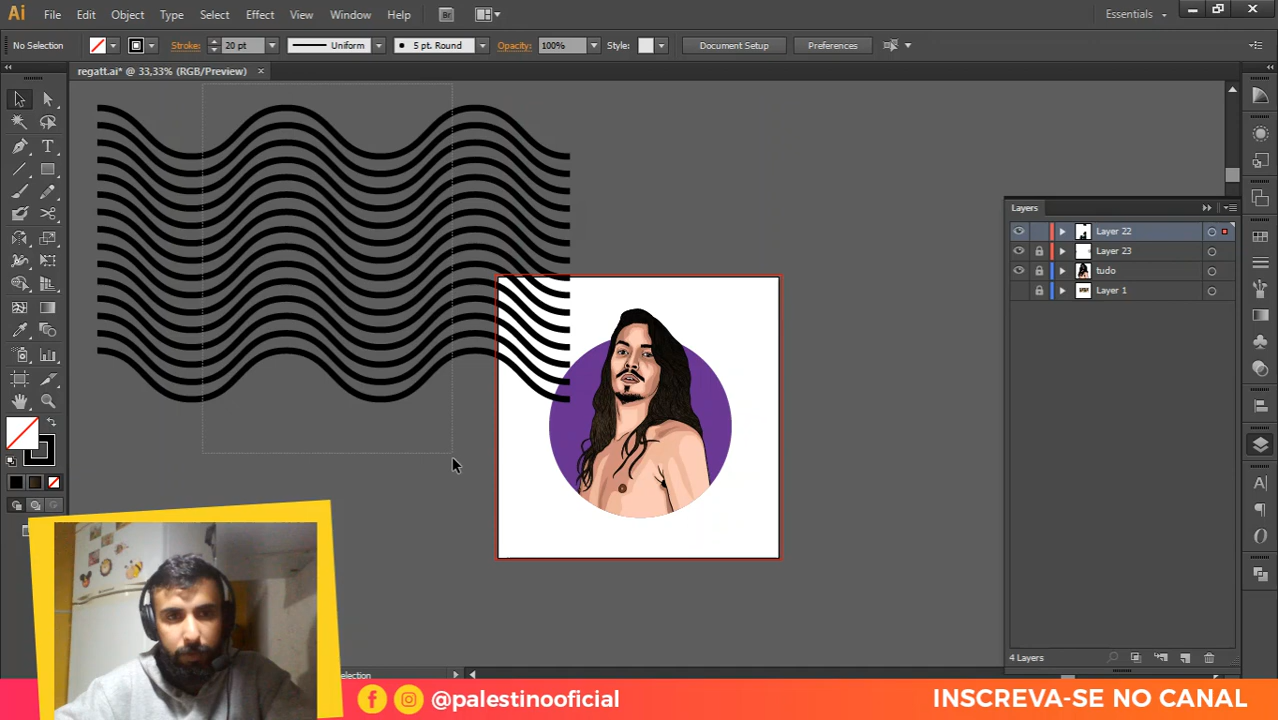 Ai File Edit Object Type Select Effect View Window Help Br Essentials
No Selection Stroke: 20 pt Uniform 5 pt. Round Opacity: 100% Style: Document Setup Preferences
regatt.ai* @ 33,33% (RGB/Preview)
Layers
Layer 22
Layer 23
tudo
Layer 1
4 Layers
@palestinooficial INSCREVA-SE NO CANAL